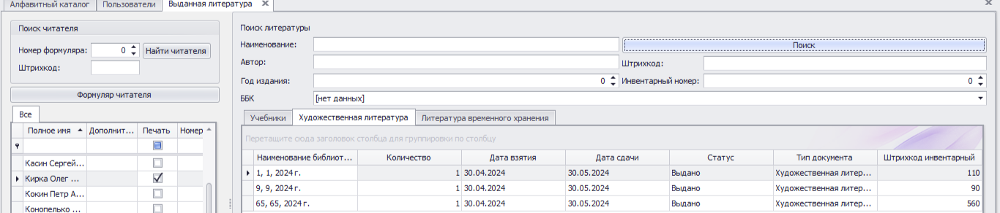 Алфавитный каталог Пользователи Выданная литература
Поиск читателя
Номер формуляра: 0 Найти читателя
Штрихкод:
Формуляр читателя
Все
Полное имя Дополнит... Печать Номер
Касин Сергей...
Кирка Олег ...
Кокин Петр А...
Конопелько
Поиск литературы
Наименование: Поиск
Автор: Штрихкод:
Год издания: 0 Инвентарный номер: 0
ББК [нет данных]
Учебники Художественная литература Литература временного хранения
Перетащите сюда заголовок столбца для группировки по столбцу
Наименование библиот... Количество Дата взятия Дата сдачи Статус Тип документа Штрихкод инвентарный
1, 1, 2024 г. 1 30.04.2024 30.05.2024 Выдано Художественная литер... 110
9, 9, 2024 г. 1 30.04.2024 30.05.2024 Выдано Художественная литер... 90
65, 65, 2024 г. 1 30.04.2024 30.05.2024 Выдано Художественная литер... 560